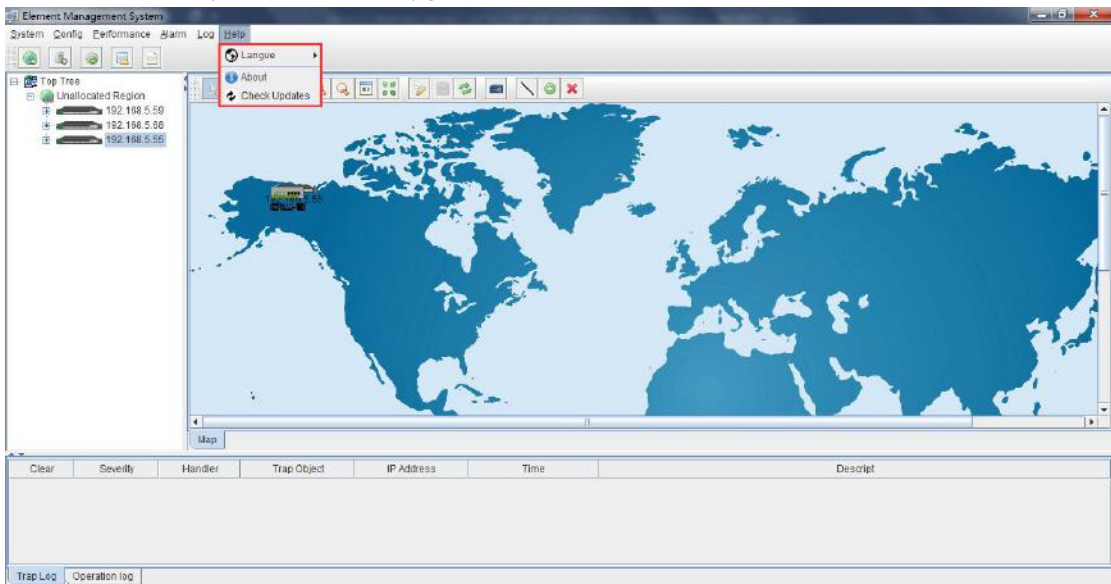 Element Management System
System Config Performance Alarm Log Help
Langue
About
Check Updates
Top Tree
Unallocated Region
192.168.5.59
192.168.5.68
192.168.5.55
Map
Clear Severity Handler Trap Object IP Address Time Descript
Trap Log Operation log